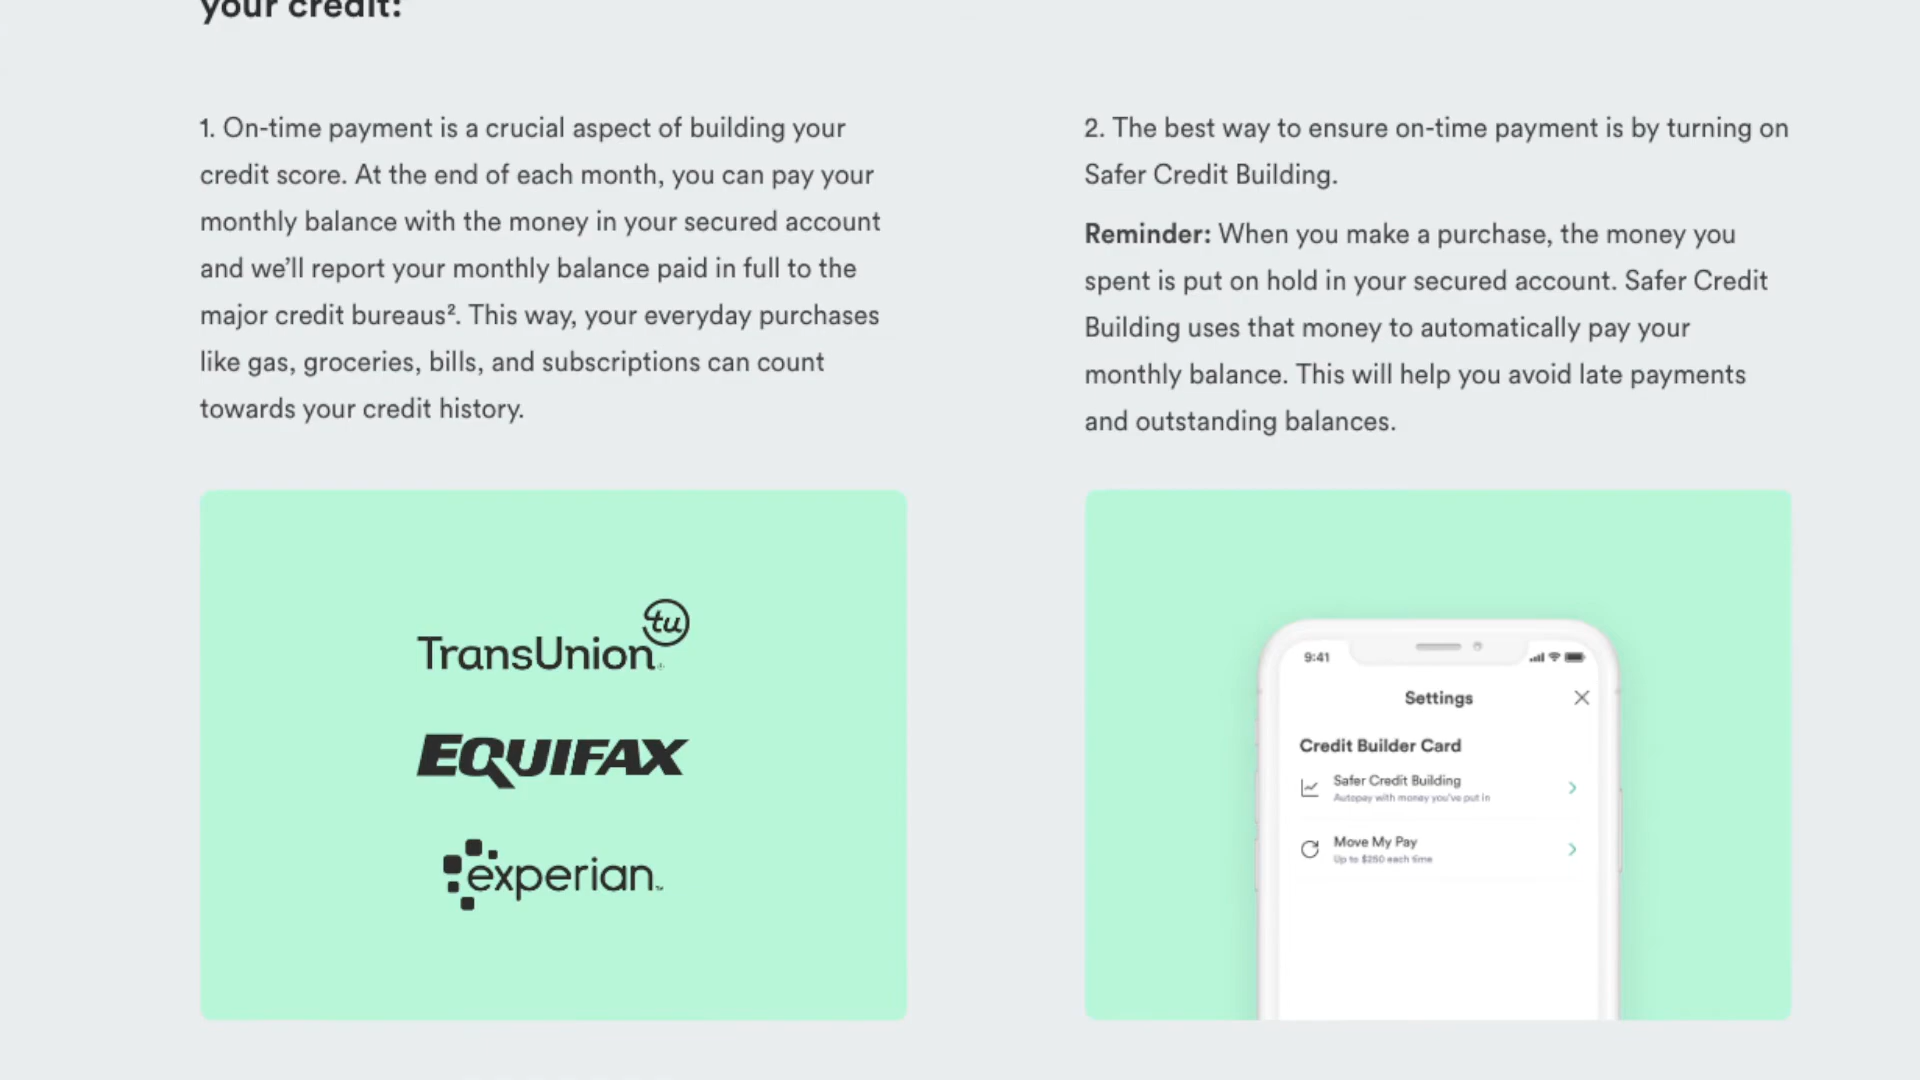 your credit:
1. On-time payment is a crucial aspect of building your
credit score. At the end of each month, you can pay your
monthly balance with the money in your secured account
and we’ll report your monthly balance paid in full to the
major credit bureaus². This way, your everyday purchases
like gas, groceries, bills, and subscriptions can count
towards your credit history.
2. The best way to ensure on-time payment is by turning on
Safer Credit Building.
Reminder: When you make a purchase, the money you
spent is put on hold in your secured account. Safer Credit
Building uses that money to automatically pay your
monthly balance. This will help you avoid late payments
and outstanding balances.
tu
TransUnion
EQUIFAX
experian
9:41
Settings
Credit Builder Card
Safer Credit Building
Autopay with money you've put in
Move My Pay
Up to $250 each time